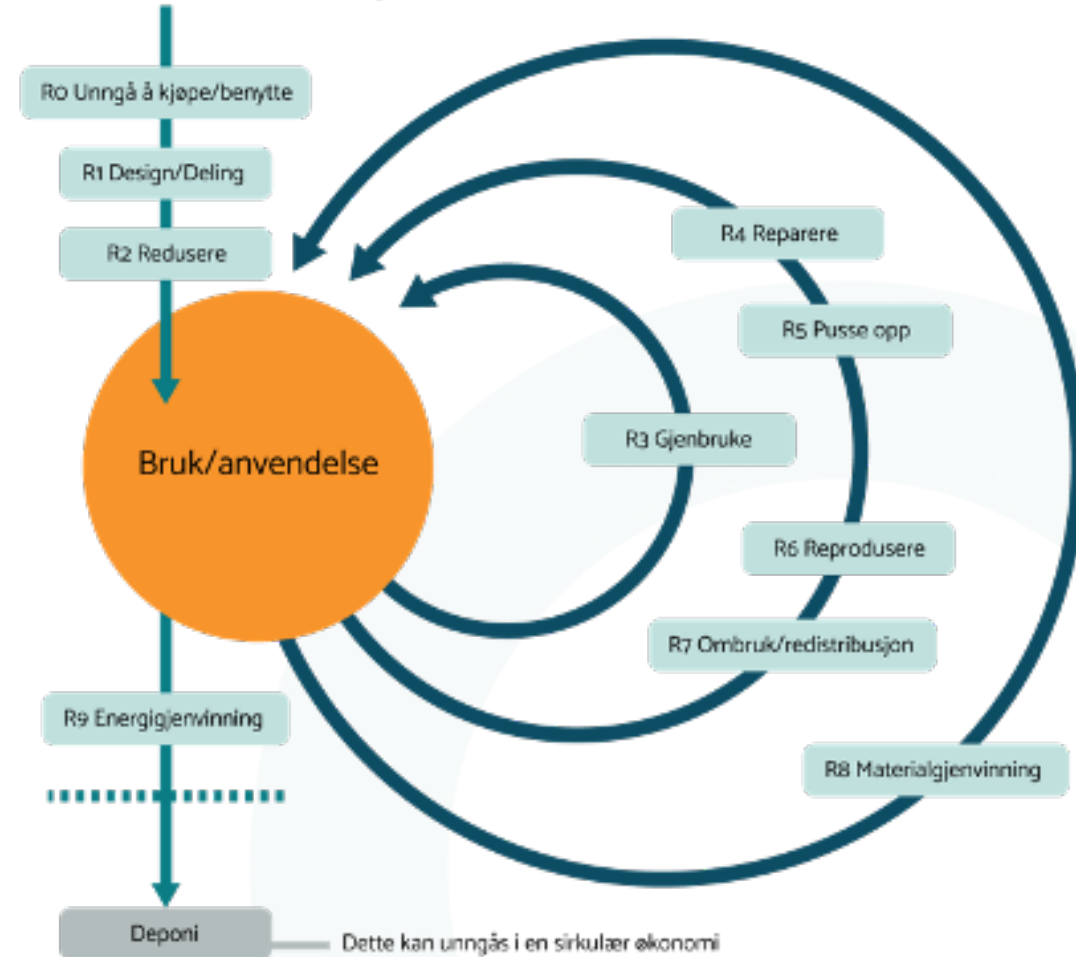 R0 Unngå å kjøpe/benytte
R1 Design/Deling
R2 Redusere
R4 Reparere
R5 Pusse opp
R3 Gjenbruke
Bruk/anvendelse
R6 Reprodusere
R7 Ombruk/redistribusjon
R9 Energigjenvinning
R8 Materialgjenvinning
Deponi
Dette kan unngås i en sirkulær økonomi